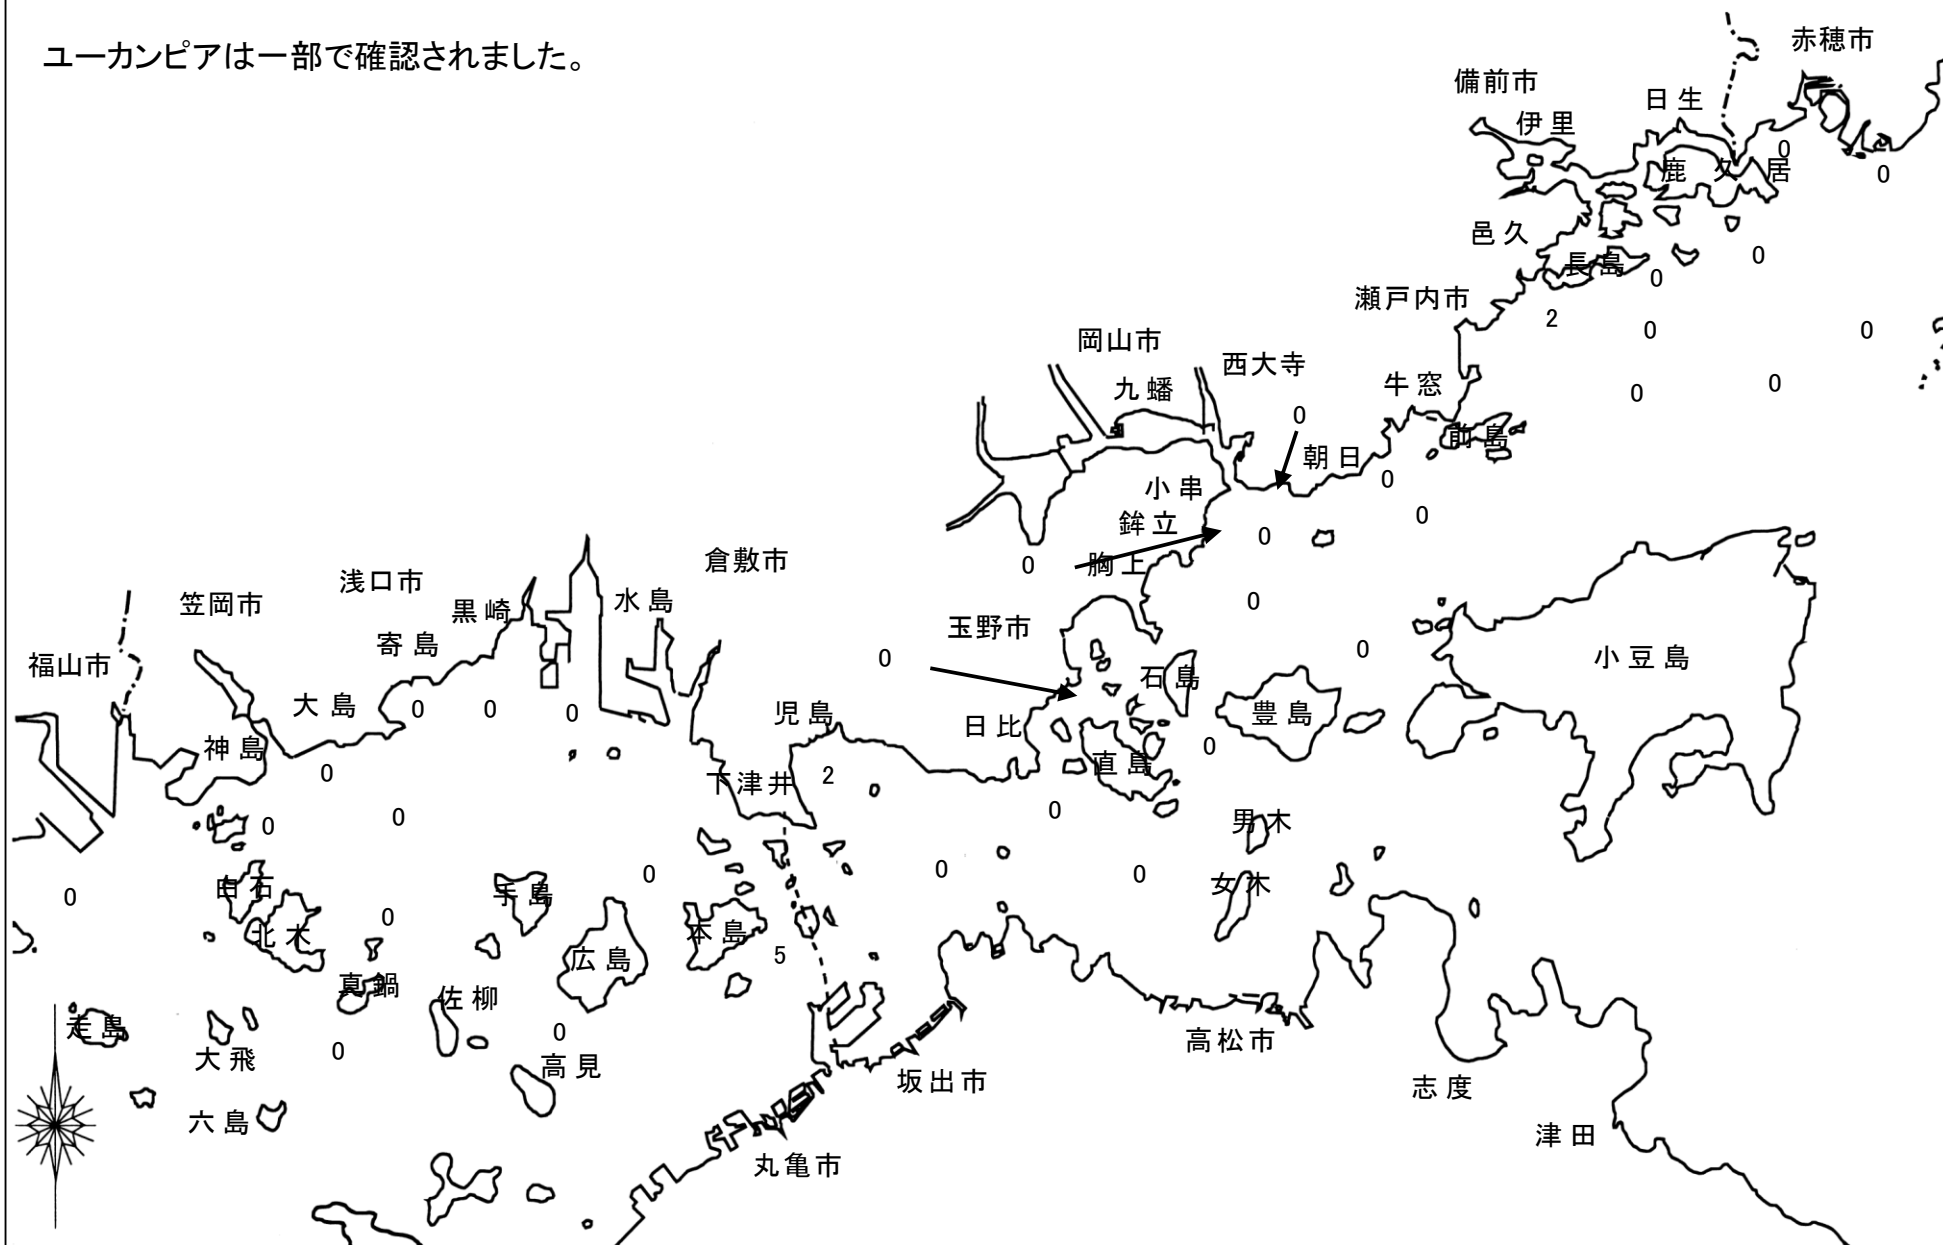 ユーカンピアは一部で確認されました。
赤穂市
備前市
日生
伊里
0
鹿久居
0
邑久
0
長島
0
瀬戸内市
2
0
0
岡山市
西大寺
九蟠
牛窓
0
0
0
前島
朝日
0
小串
0
鉾立
0
倉敷市
0
胸上
浅口市
水島
0
笠岡市
黒崎
玉野市
寄島
0
0
小豆島
福山市
石島
大島
0
0
0
児島
豊島
日比
神島
0
直島
0
下津井
2
0
0
0
男木
0
0
0
女木
白石
手島
0
0
北木
本島
広島
5
真鍋
佐柳
走島
0
高松市
大飛
0
高見
坂出市
志度
六島
津田
丸亀市